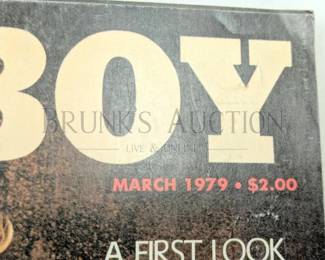 BOY
BRUNK'S AUCTION
LIVE & ONLINE
MARCH 1979 • $2.00
A FIRST LOOK